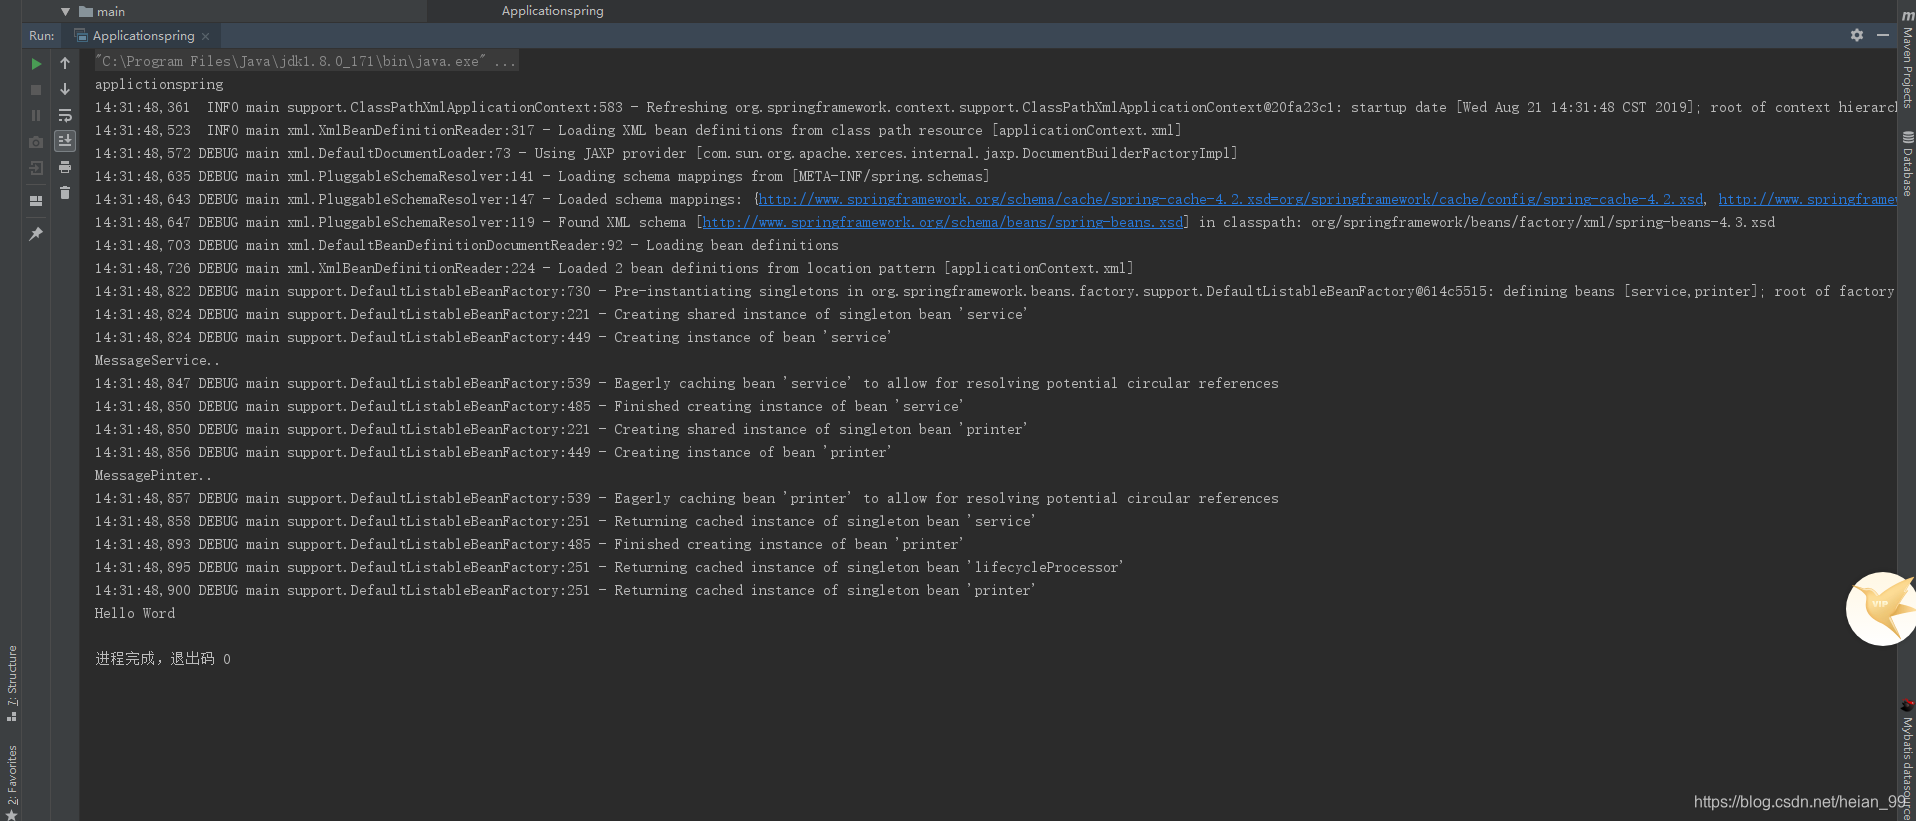 main
Applicationspring
Run:
Applicationspring
"C:\Program Files\Java\jdk1.8.0_171\bin\java.exe" ...
applictionspring
14:31:48,361  INFO main support.ClassPathXmlApplicationContext:583 - Refreshing org.springframework.context.support.ClassPathXmlApplicationContext@20fa23c1: startup date [Wed Aug 21 14:31:48 CST 2019]; root of context hierarc
14:31:48,523  INFO main xml.XmlBeanDefinitionReader:317 - Loading XML bean definitions from class path resource [applicationContext.xml]
14:31:48,572 DEBUG main xml.DefaultDocumentLoader:73 - Using JAXP provider [com.sun.org.apache.xerces.internal.jaxp.DocumentBuilderFactoryImpl]
14:31:48,635 DEBUG main xml.PluggableSchemaResolver:141 - Loading schema mappings from [META-INF/spring.schemas]
14:31:48,643 DEBUG main xml.PluggableSchemaResolver:147 - Loaded schema mappings: {http://www.springframework.org/schema/cache/spring-cache-4.2.xsd=org/springframework/cache/config/spring-cache-4.2.xsd, http://www.springframew
14:31:48,647 DEBUG main xml.PluggableSchemaResolver:119 - Found XML schema [http://www.springframework.org/schema/beans/spring-beans.xsd] in classpath: org/springframework/beans/factory/xml/spring-beans-4.3.xsd
14:31:48,703 DEBUG main xml.DefaultBeanDefinitionDocumentReader:92 - Loading bean definitions
14:31:48,726 DEBUG main xml.XmlBeanDefinitionReader:224 - Loaded 2 bean definitions from location pattern [applicationContext.xml]
14:31:48,822 DEBUG main support.DefaultListableBeanFactory:730 - Pre-instantiating singletons in org.springframework.beans.factory.support.DefaultListableBeanFactory@614c5515: defining beans [service,printer]; root of factory
14:31:48,824 DEBUG main support.DefaultListableBeanFactory:221 - Creating shared instance of singleton bean 'service'
14:31:48,824 DEBUG main support.DefaultListableBeanFactory:449 - Creating instance of bean 'service'
MessageService..
14:31:48,847 DEBUG main support.DefaultListableBeanFactory:539 - Eagerly caching bean 'service' to allow for resolving potential circular references
14:31:48,850 DEBUG main support.DefaultListableBeanFactory:485 - Finished creating instance of bean 'service'
14:31:48,850 DEBUG main support.DefaultListableBeanFactory:221 - Creating shared instance of singleton bean 'printer'
14:31:48,856 DEBUG main support.DefaultListableBeanFactory:449 - Creating instance of bean 'printer'
MessagePinter..
14:31:48,857 DEBUG main support.DefaultListableBeanFactory:539 - Eagerly caching bean 'printer' to allow for resolving potential circular references
14:31:48,858 DEBUG main support.DefaultListableBeanFactory:251 - Returning cached instance of singleton bean 'service'
14:31:48,893 DEBUG main support.DefaultListableBeanFactory:485 - Finished creating instance of bean 'printer'
14:31:48,895 DEBUG main support.DefaultListableBeanFactory:251 - Returning cached instance of singleton bean 'lifecycleProcessor'
14:31:48,900 DEBUG main support.DefaultListableBeanFactory:251 - Returning cached instance of singleton bean 'printer'
Hello Word
进程完成，退出码 0
7: Structure
2: Favorites
m
Maven Projects
Database
VIP
Mybatis datasource
https://blog.csdn.net/heian_99